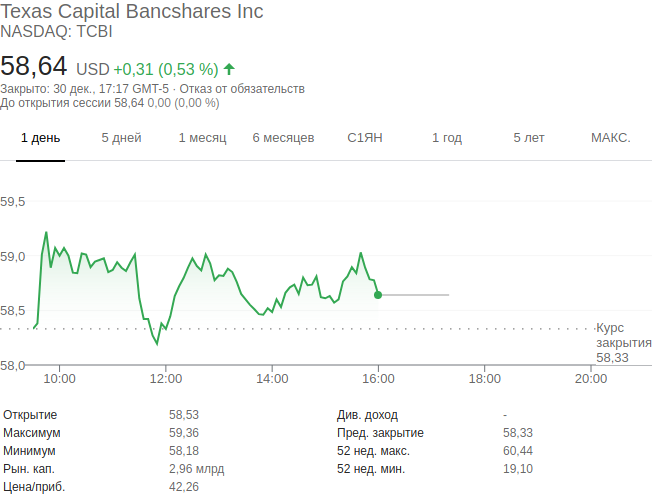 Texas Capital Bancshares Inc
NASDAQ: TCBI
58,64 USD +0,31 (0,53 %)
Закрыто: 30 дек., 17:17 GMT-5 · Отказ от обязательств
До открытия сессии 58,64 0,00 (0,00 %)
1 день 5 дней 1 месяц 6 месяцев С1ЯН 1 год 5 лет МАКС.
59,5
59,0
58,5
Курс
закрытия
58,33
58,0
10:00 12:00 14:00 16:00 18:00 20:00
Открытие 58,53 Див. доход -
Максимум 59,36 Пред. закрытие 58,33
Минимум 58,18 52 нед. макс. 60,44
Рын. кап. 2,96 млрд 52 нед. мин. 19,10
Цена/приб. 42,26